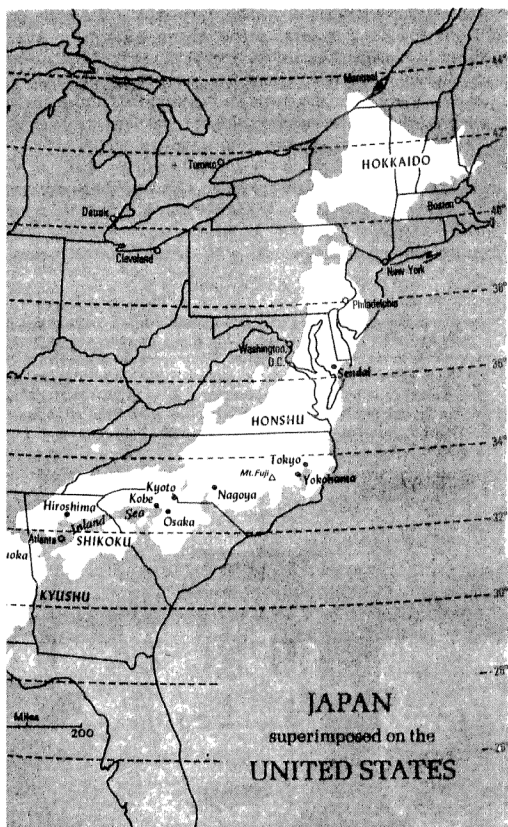 Montreal
44°
42°
Toronto
HOKKAIDO
Boston
Detroit
40°
Cleveland
New York
38°
Philadelphia
Washington,
D.C.
36°
Sendai
HONSHU
34°
Tokyo
Mt. Fuji
Yokohama
Kyoto
Nagoya
Kobe
Hiroshima
Sea
Osaka
32°
Inland
Atlanta
SHIKOKU
uoka
KYUSHU
30°
28°
JAPAN
Miles
superimposed on the
200
26°
UNITED STATES